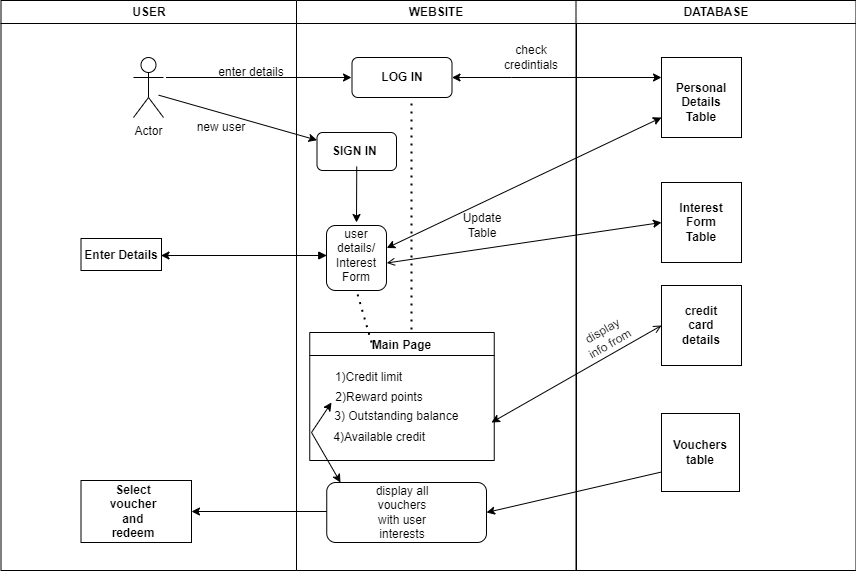 USER
WEBSITE
DATABASE
enter details
LOG IN
check
credintials
Personal
Details
Table
Actor
new user
SIGN IN
Update
Table
Interest
Form
Table
Enter Details
user
details/
Interest
Form
credit
card
details
display
info from
Main Page
1)Credit limit
2)Reward points
3) Outstanding balance
4)Available credit
Vouchers
table
Select
voucher
and
redeem
display all
vouchers
with user
interests